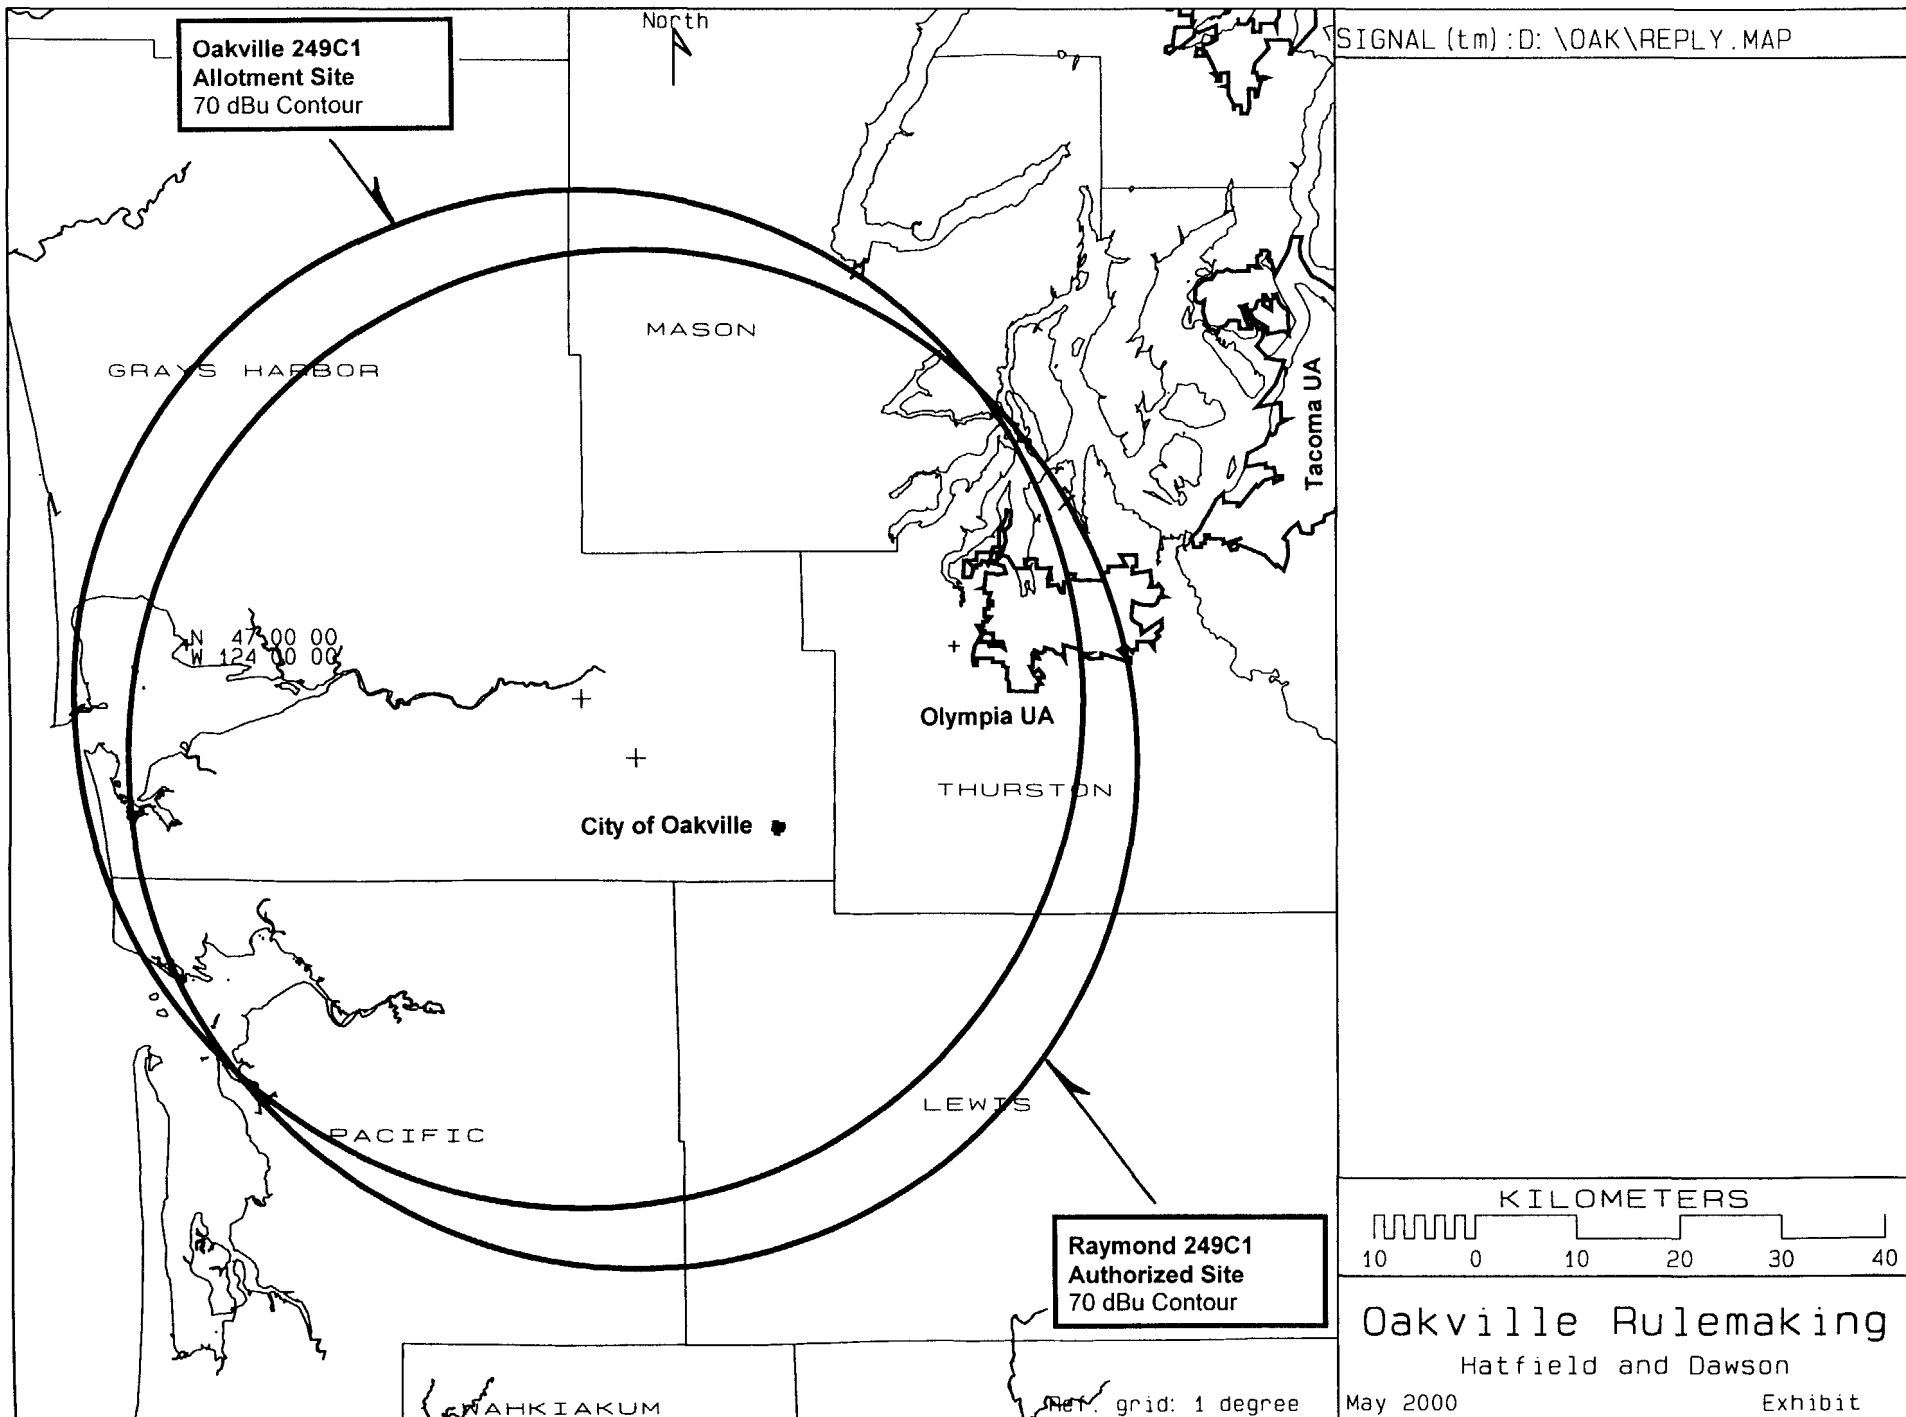 North
SIGNAL (tm) : D: \OAK\REPLY.MAP
Oakville 249C1
Allotment Site
70 dBu Contour
MASON
GRAYS HARBOR
Tacoma UA
N 47 00 00
W 124 00 00
Olympia UA
THURSTON
City of Oakville
LEWIS
PACIFIC
Raymond 249C1
Authorized Site
70 dBu Contour
KILOMETERS
10 0 10 20 30 40
Oakville Rulemaking
Hatfield and Dawson
AHKIAKUM
Ref. grid: 1 degree
May 2000
Exhibit